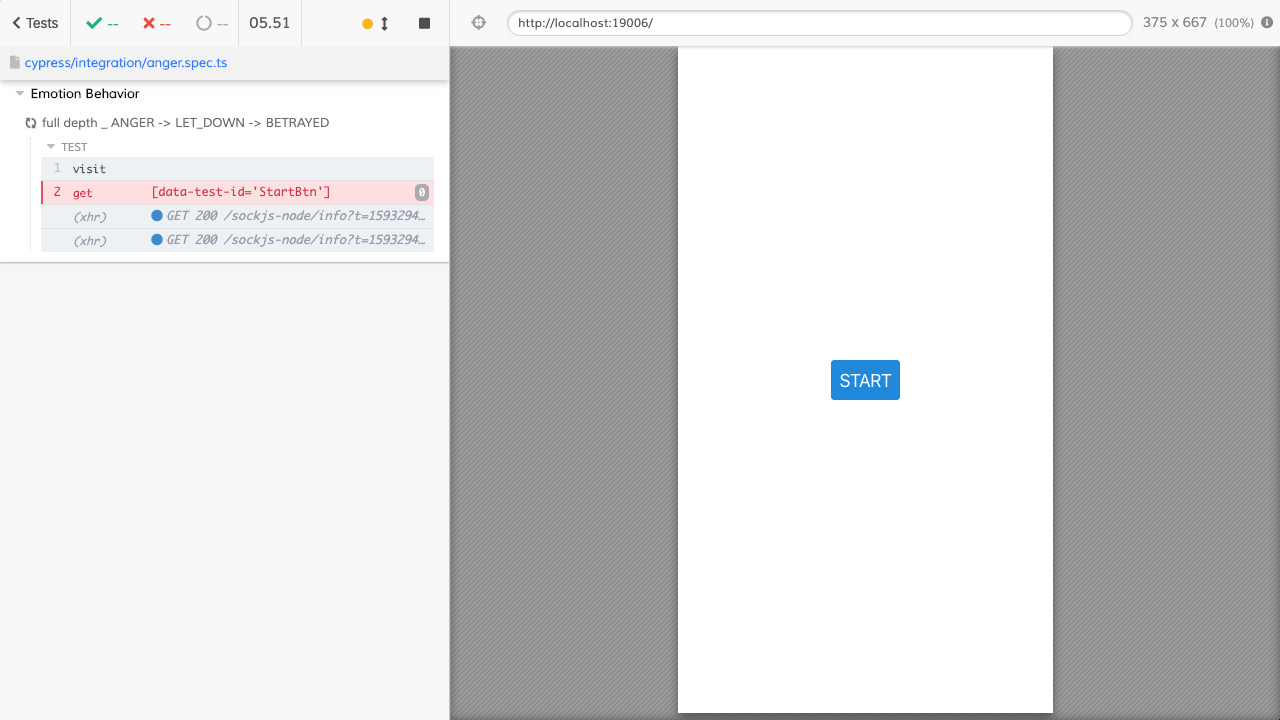 Tests -- -- -- 05.51
http://localhost:19006/ 375 x 667 (100%)
cypress/integration/anger.spec.ts
Emotion Behavior
full depth _ ANGER -> LET_DOWN -> BETRAYED
TEST
1 visit
2 get [data-test-id='StartBtn'] 0
(xhr) GET 200 /sockjs-node/info?t=1593294…
(xhr) GET 200 /sockjs-node/info?t=1593294…
START